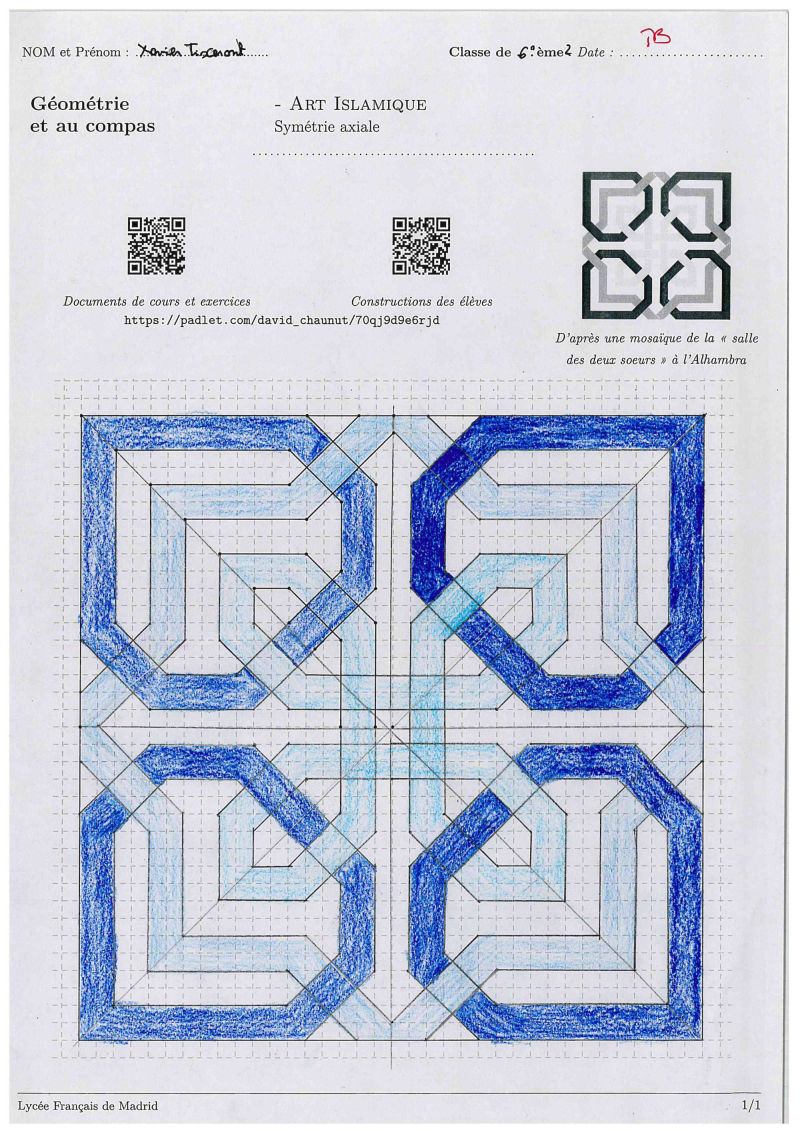 NOM et Prénom : Xavier
Classe de 6.ème2 Date :
TB
Géométrie
et au compas
- ART ISLAMIQUE
Symétrie axiale
Documents de cours et exercices
Constructions des élèves
https://padlet.com/david_chaunut/70qj9d9e6rjd
D'après une mosaïque de la « salle
des deux soeurs » à l'Alhambra
Lycée Français de Madrid
1/1